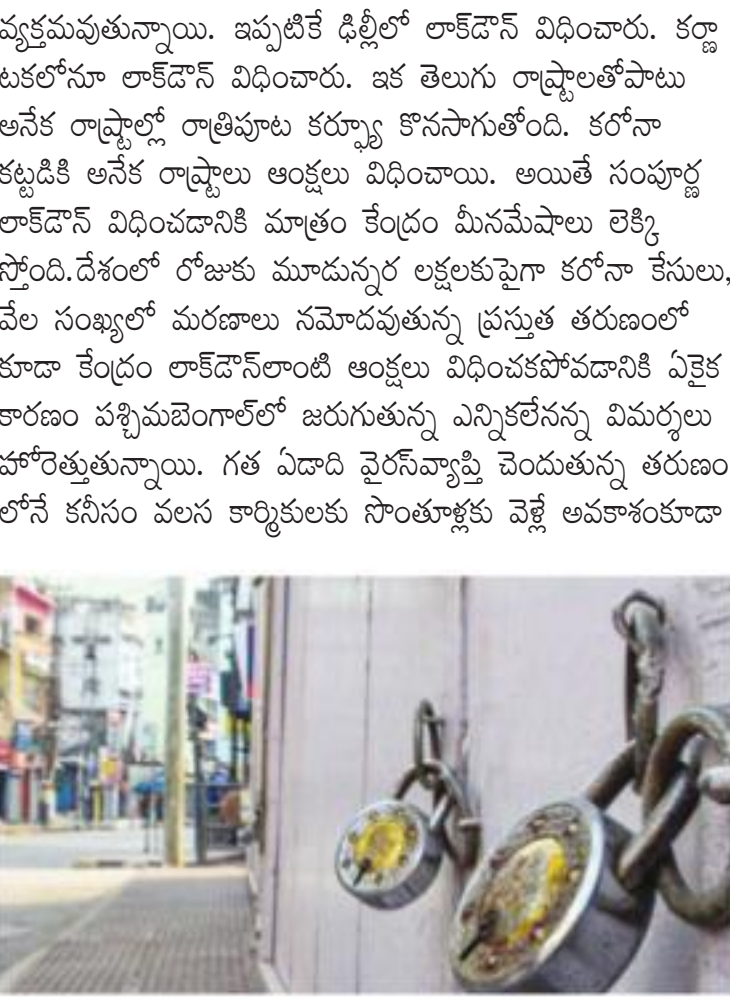 వ్యక్తమవుతున్నాయి. ఇప్పటికే ఢిల్లీలో లాక్‌డౌన్ విధించారు. కర్ణా
టకలోనూ లాక్‌డౌన్ విధించారు. ఇక తెలుగు రాష్ట్రాలతోపాటు
అనేక రాష్ట్రాల్లో రాత్రిపూట కర్ఫ్యూ కొనసాగుతోంది. కరోనా
కట్టడికి అనేక రాష్ట్రాలు ఆంక్షలు విధించాయి. అయితే సంపూర్ణ
లాక్‌డౌన్ విధించడానికి మాత్రం కేంద్రం మీనమేషాలు లెక్కి
స్తోంది.దేశంలో రోజుకు మూడున్నర లక్షలకుపైగా కరోనా కేసులు,
వేల సంఖ్యలో మరణాలు నమోదవుతున్న ప్రస్తుత తరుణంలో
కూడా కేంద్రం లాక్‌డౌన్‌లాంటి ఆంక్షలు విధించకపోవడానికి ఏకైక
కారణం పశ్చిమబెంగాల్‌లో జరుగుతున్న ఎన్నికలేనన్న విమర్శలు
హోరెత్తుతున్నాయి. గత ఏడాది వైరస్‌వ్యాప్తి చెందుతున్న తరుణం
లోనే కనీసం వలస కార్మికులకు సొంతూళ్లకు వెళ్లే అవకాశంకూడా